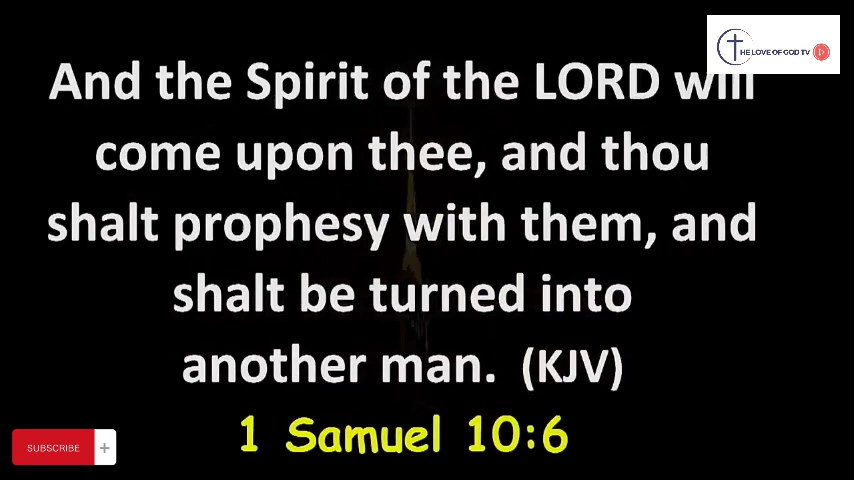 THE LOVE OF GOD TV
And the Spirit of the LORD will
come upon thee, and thou
shalt prophesy with them, and
shalt be turned into
another man. (KJV)
1 Samuel 10:6
SUBSCRIBE +